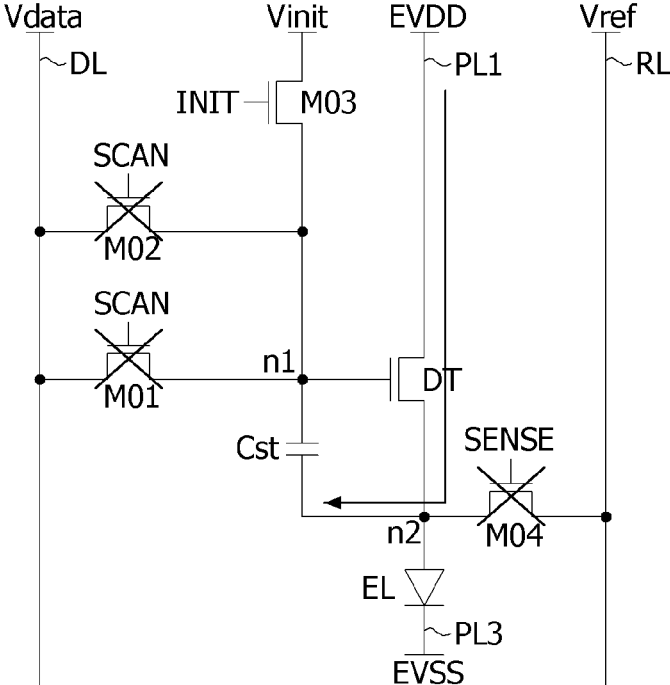 Vdata Vinit EVDD Vref
DL PL1 RL
INIT M03
SCAN
M02
SCAN
n1
M01 DT
Cst SENSE
n2 M04
EL
PL3
EVSS